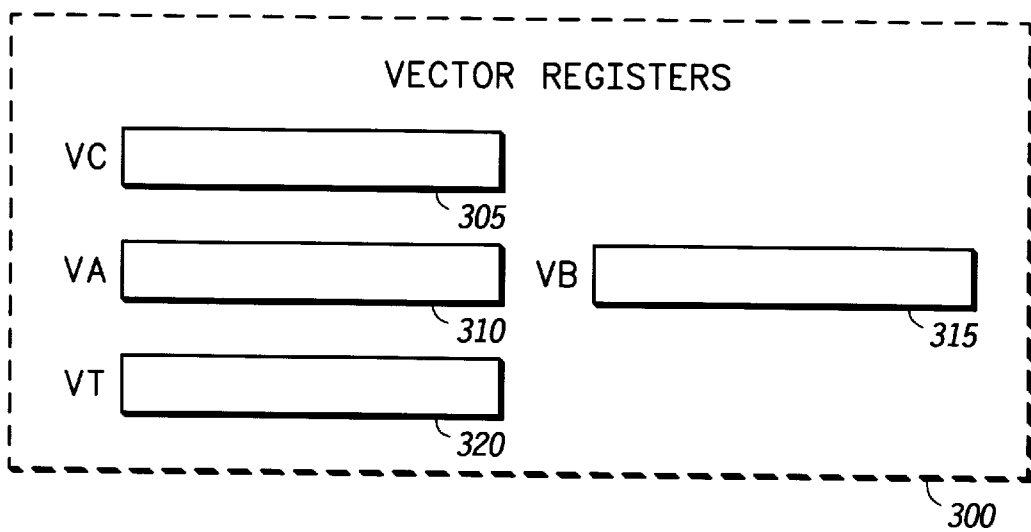 VECTOR REGISTERS
VC
305
VA
310
VB
315
VT
320
300